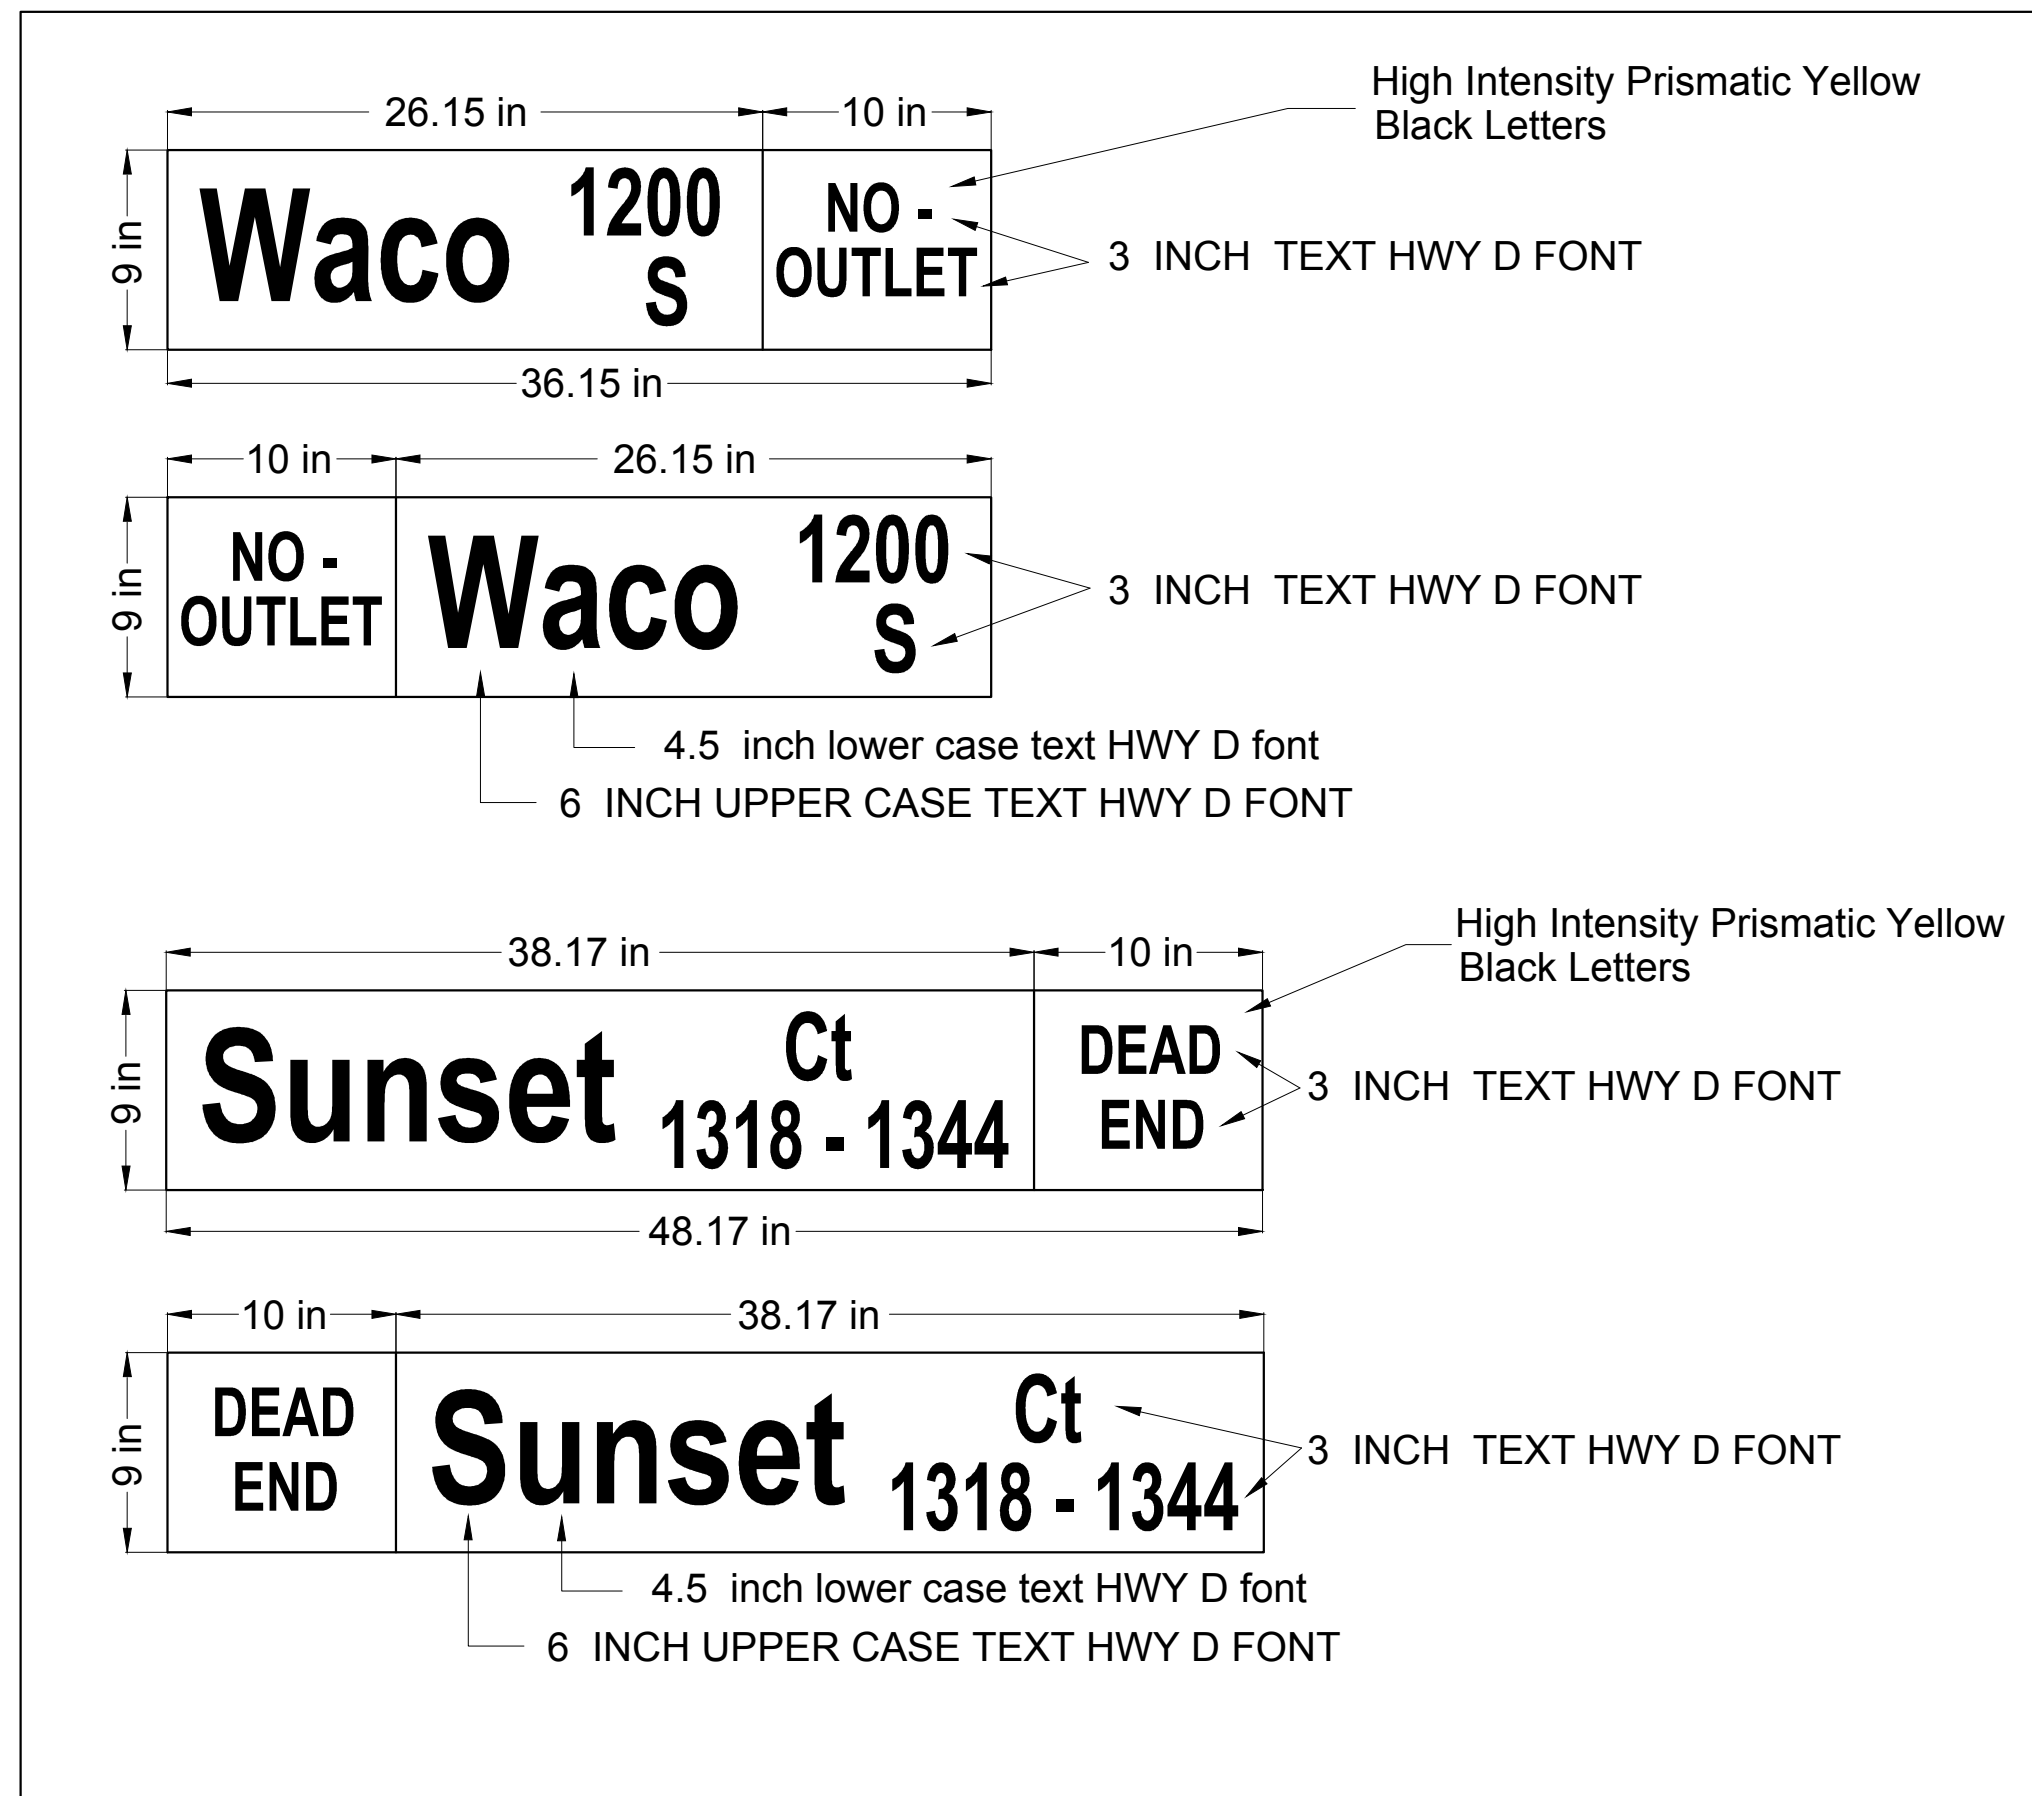 High Intensity Prismatic Yellow
Black Letters
26.15 in
10 in
9 in
Waco
1200
S
NO -
OUTLET
3 INCH TEXT HWY D FONT
36.15 in
10 in
26.15 in
9 in
NO -
OUTLET
Waco
1200
S
3 INCH TEXT HWY D FONT
4.5 inch lower case text HWY D font
6 INCH UPPER CASE TEXT HWY D FONT
High Intensity Prismatic Yellow
Black Letters
38.17 in
10 in
9 in
Sunset
Ct
1318 - 1344
DEAD
END
3 INCH TEXT HWY D FONT
48.17 in
10 in
38.17 in
9 in
DEAD
END
Sunset
Ct
1318 - 1344
3 INCH TEXT HWY D FONT
4.5 inch lower case text HWY D font
6 INCH UPPER CASE TEXT HWY D FONT